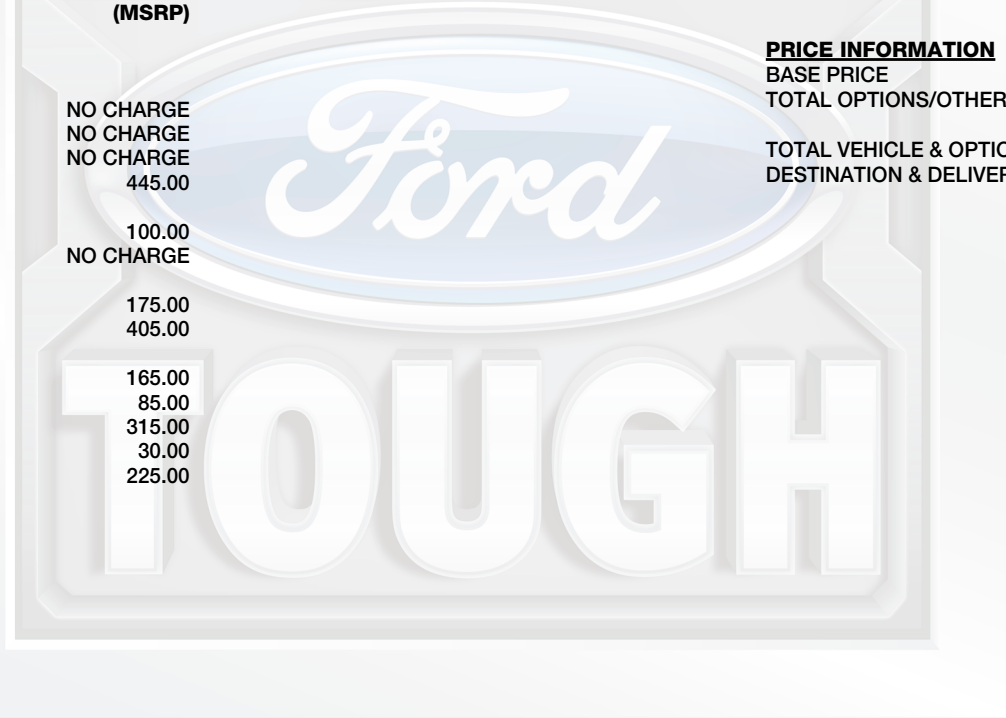 (MSRP)
NO CHARGE
NO CHARGE
NO CHARGE
445.00
100.00
NO CHARGE
175.00
405.00
165.00
85.00
315.00
30.00
225.00
PRICE INFORMATION
BASE PRICE
TOTAL OPTIONS/OTHER
TOTAL VEHICLE & OPTIO
DESTINATION & DELIVER
Ford
TOUGH